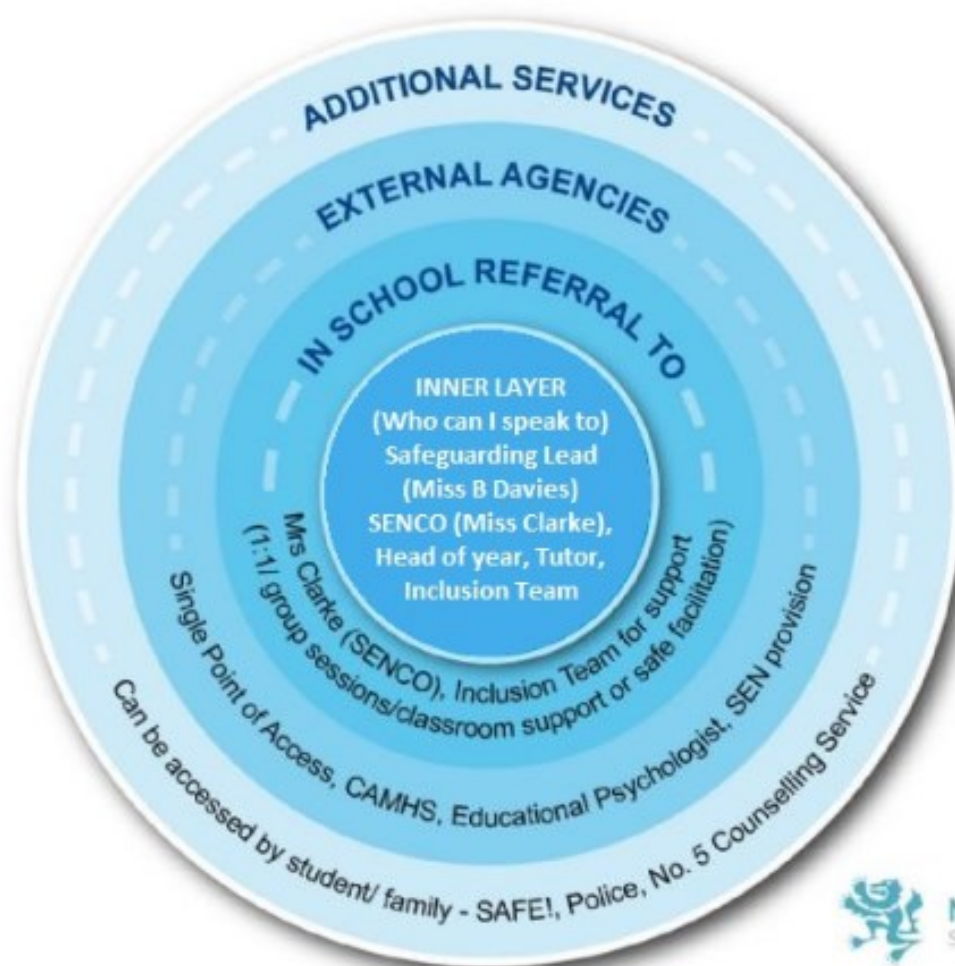 ADDITIONAL SERVICES
EXTERNAL AGENCIES
IN SCHOOL REFERRAL TO
INNER LAYER
(Who can I speak to)
Safeguarding Lead
(Miss B Davies)
SENCO (Miss Clarke),
Head of year, Tutor,
Inclusion Team
Mrs Clarke (SENCO), Inclusion Team for support
(1:1/ group sessions/classroom support or safe facilitation)
Single Point of Access, CAMHS, Educational Psychologist, SEN provision
Can be accessed by student/ family - SAFE!, Police, No. 5 Counselling Service